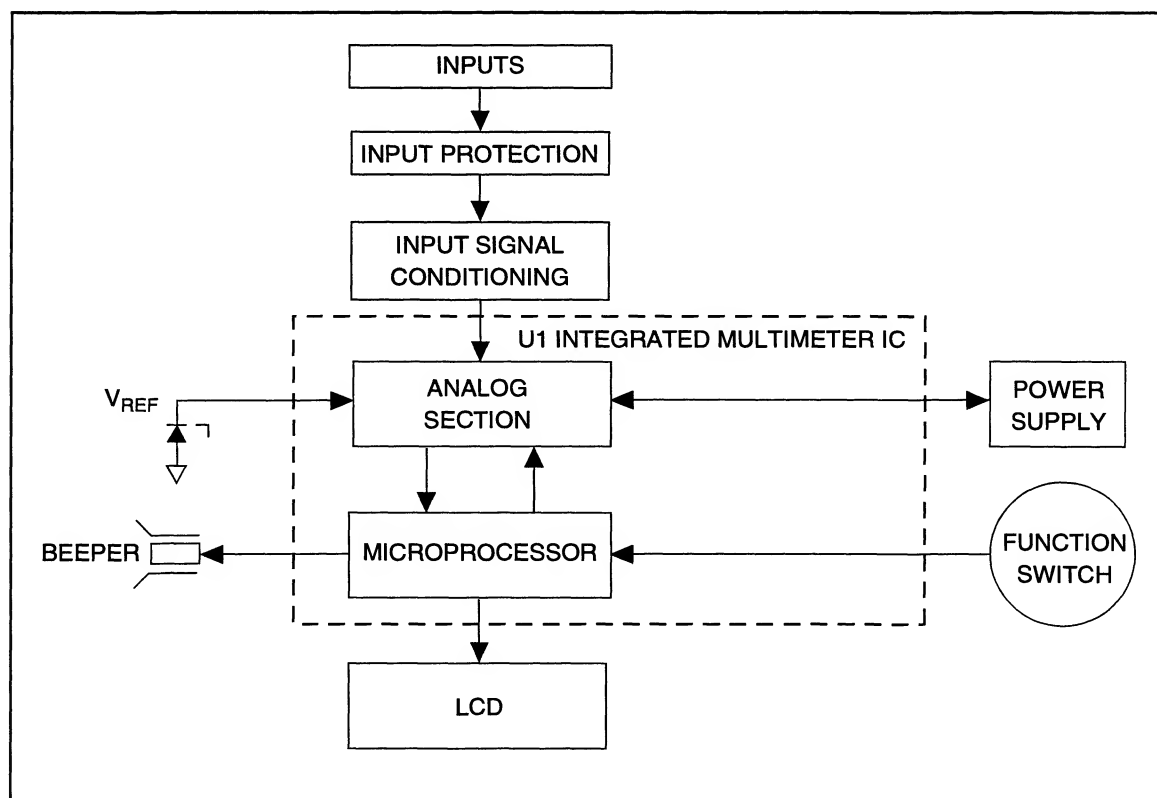 INPUTS
INPUT PROTECTION
INPUT SIGNAL
CONDITIONING
U1 INTEGRATED MULTIMETER IC
ANALOG
SECTION
VREF
POWER
SUPPLY
MICROPROCESSOR
BEEPER
FUNCTION
SWITCH
LCD